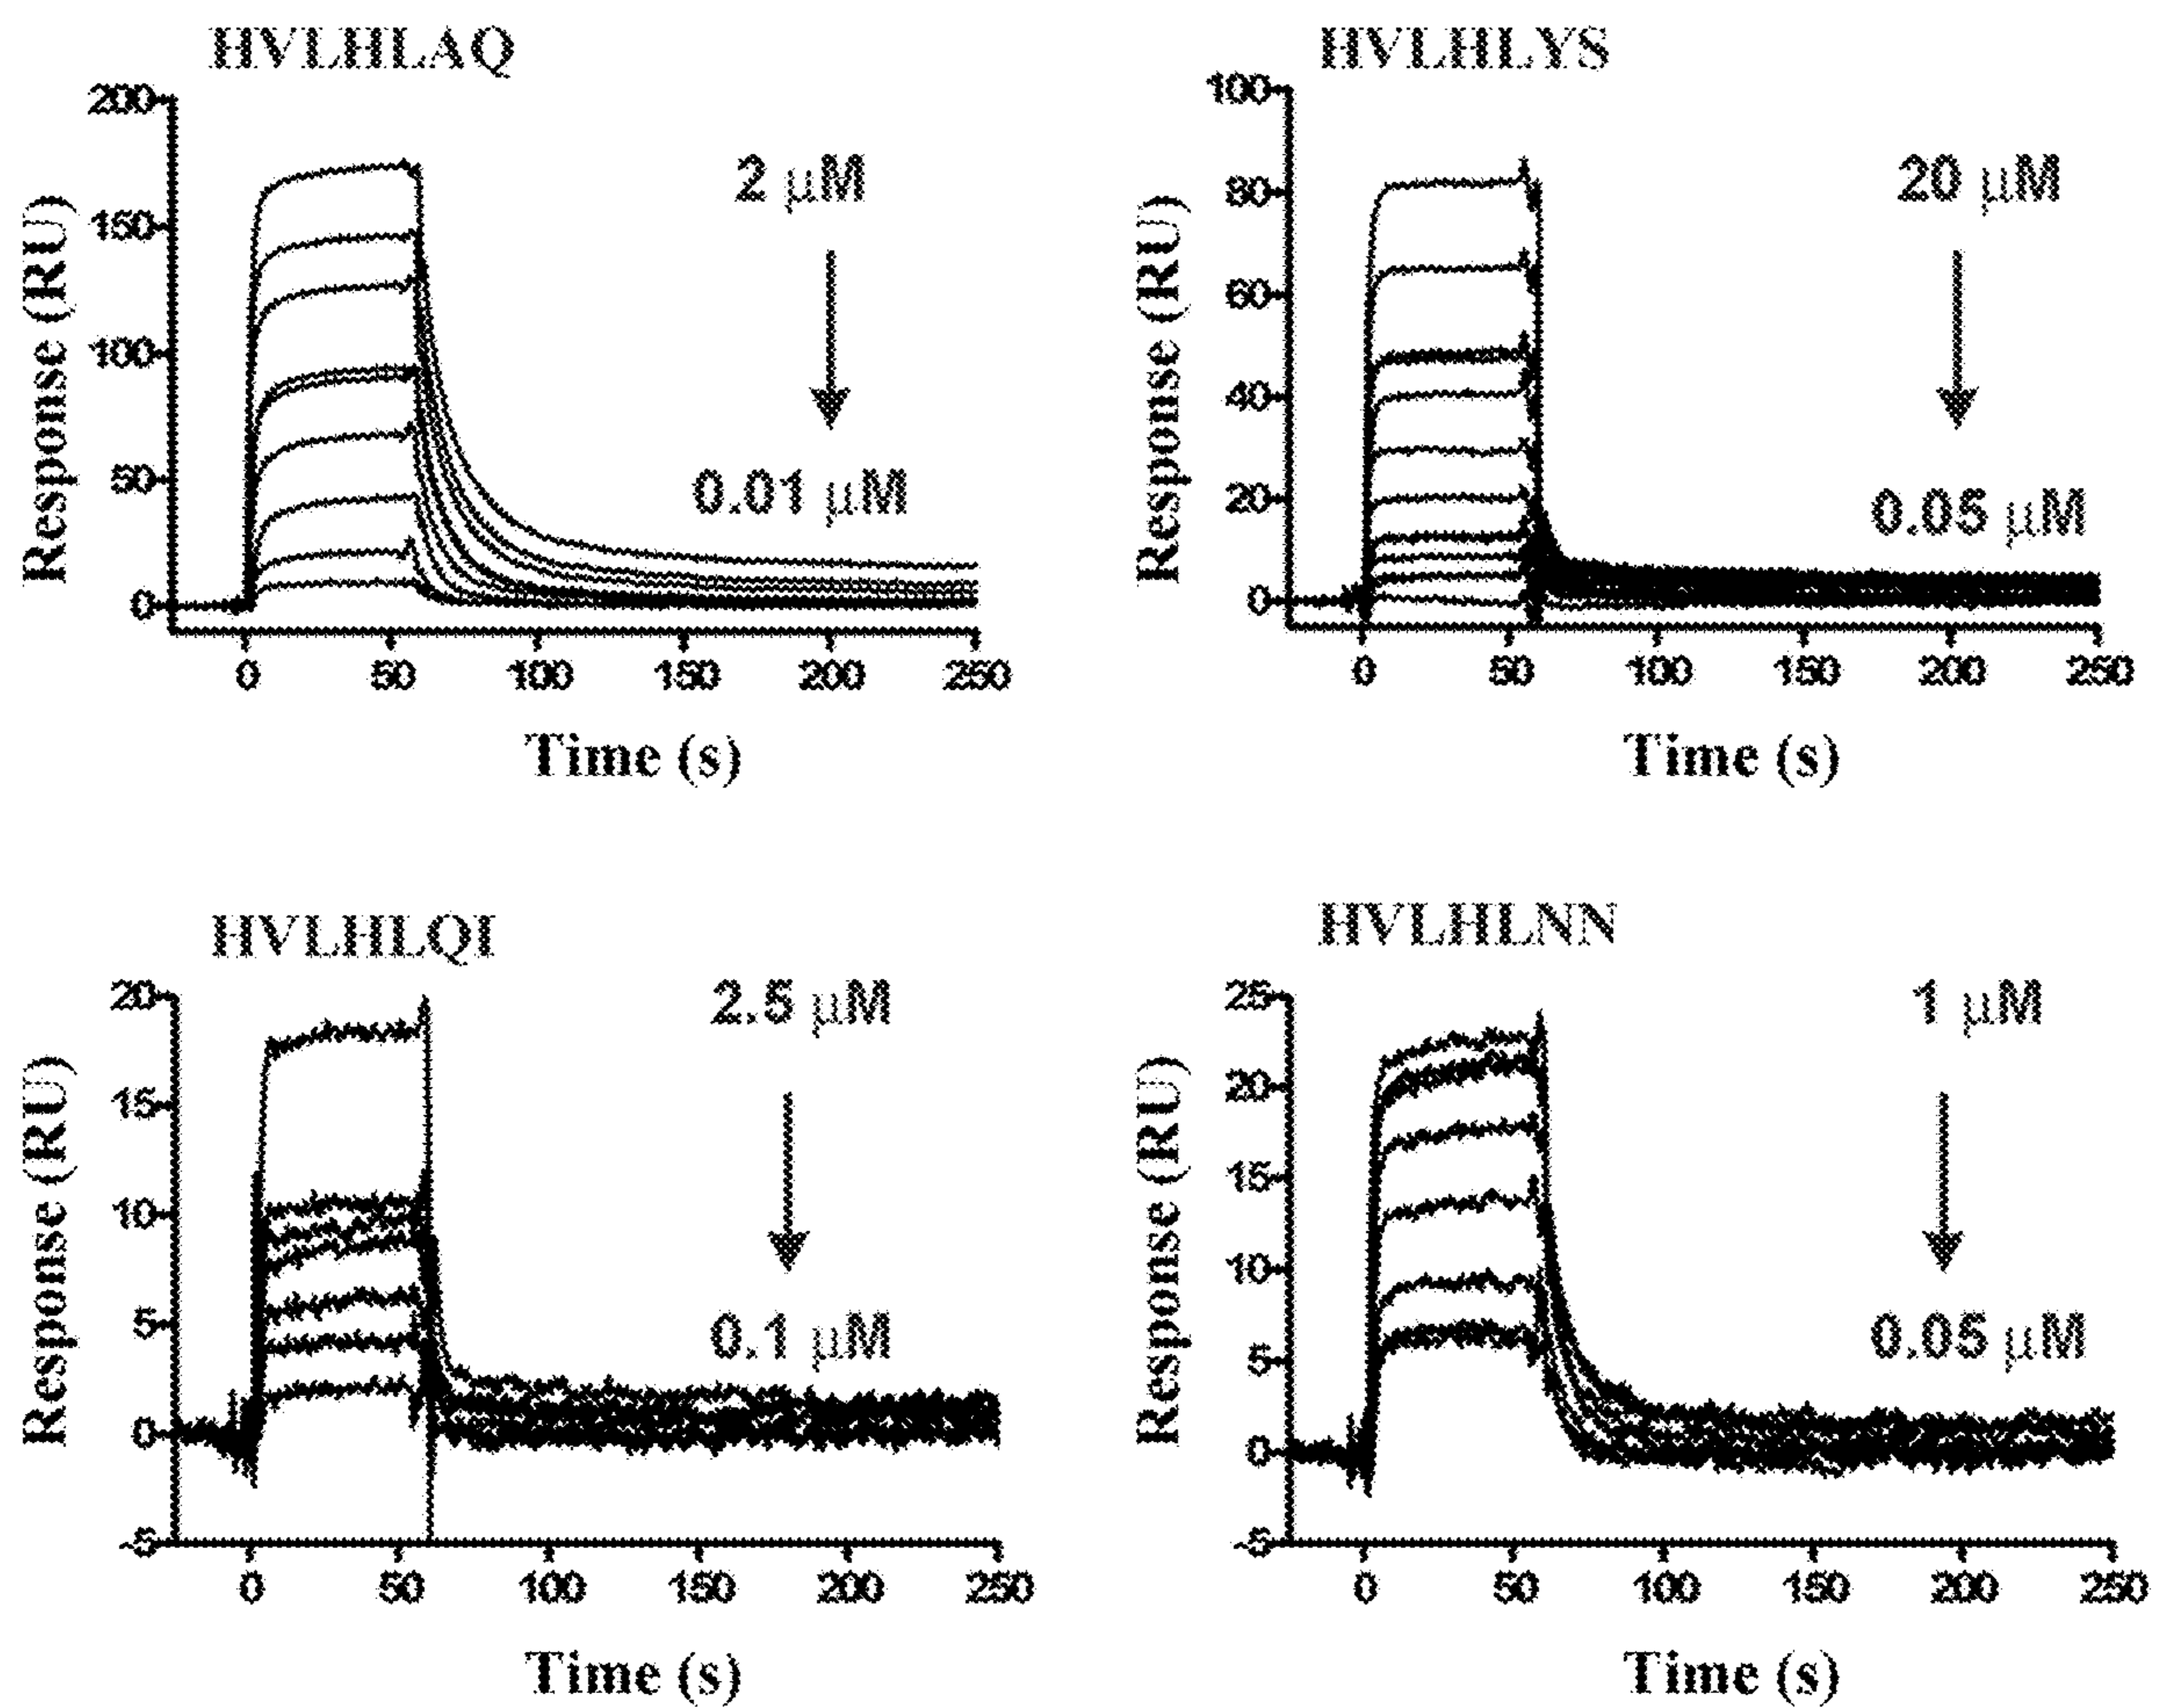 HVLHLAQ
200
150
100
50
0
Response (RU)
2 µM
0.01 µM
0 50 100 150 200 250
Time (s)
HVLHLYS
100
80
60
40
20
0
Response (RU)
20 µM
0.05 µM
0 50 100 150 200 250
Time (s)
HVLHLQI
20
15
10
5
0
-5
Response (RU)
2.5 µM
0.1 µM
0 50 100 150 200 250
Time (s)
HVLHLNN
25
20
15
10
5
0
-5
Response (RU)
1 µM
0.05 µM
0 50 100 150 200 250
Time (s)